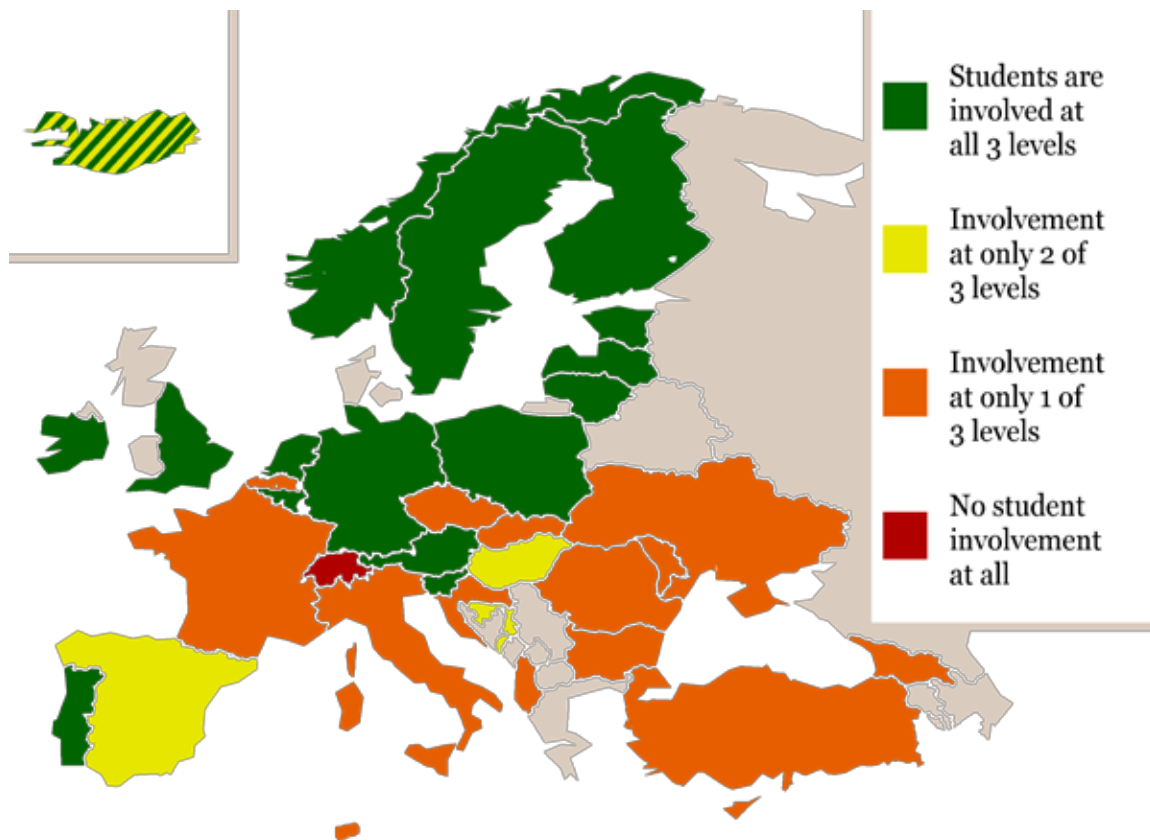 Students are
involved at
all 3 levels
Involvement
at only 2 of
3 levels
Involvement
at only 1 of
3 levels
No student
involvement
at all